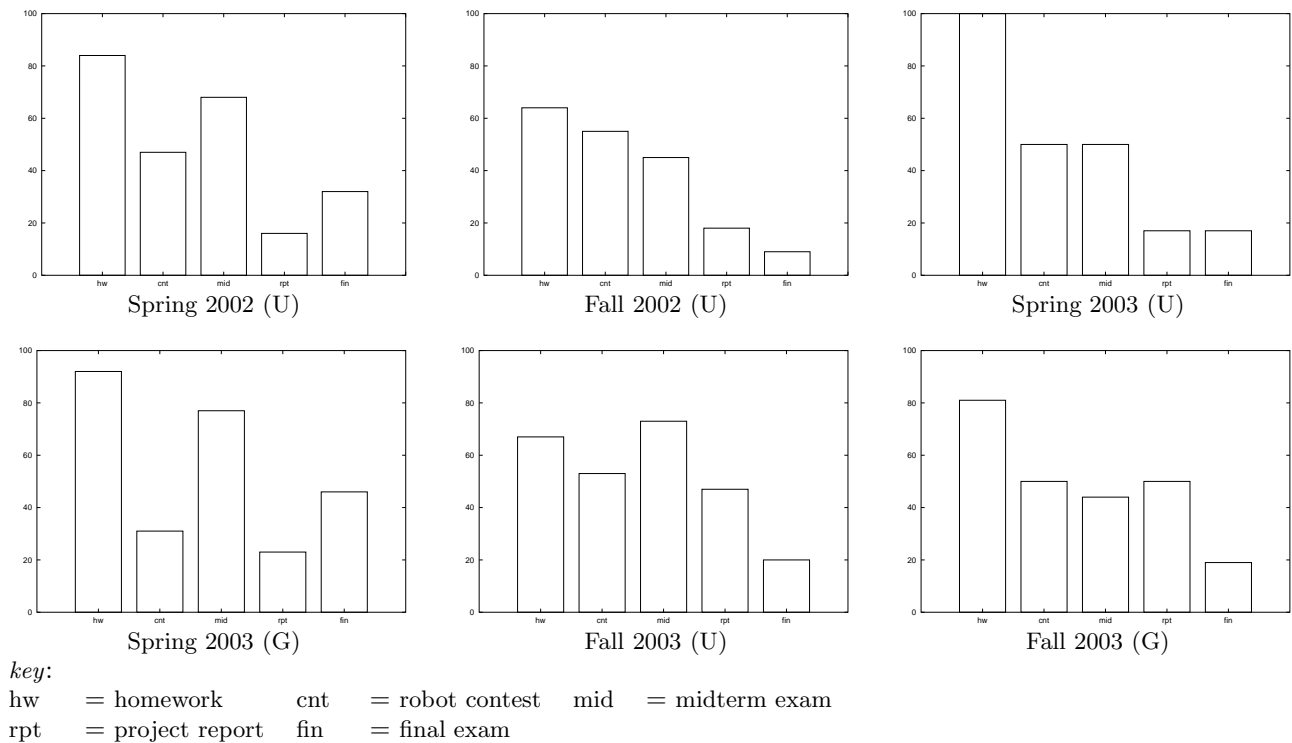 100
80
60
40
20
0
hw cnt mid rpt fin
Spring 2002 (U)
100
80
60
40
20
0
hw cnt mid rpt fin
Fall 2002 (U)
100
80
60
40
20
0
hw cnt mid rpt fin
Spring 2003 (U)
100
80
60
40
20
0
hw cnt mid rpt fin
Spring 2003 (G)
100
80
60
40
20
0
hw cnt mid rpt fin
Fall 2003 (U)
100
80
60
40
20
0
hw cnt mid rpt fin
Fall 2003 (G)
key:
hw = homework cnt = robot contest mid = midterm exam
rpt = project report fin = final exam